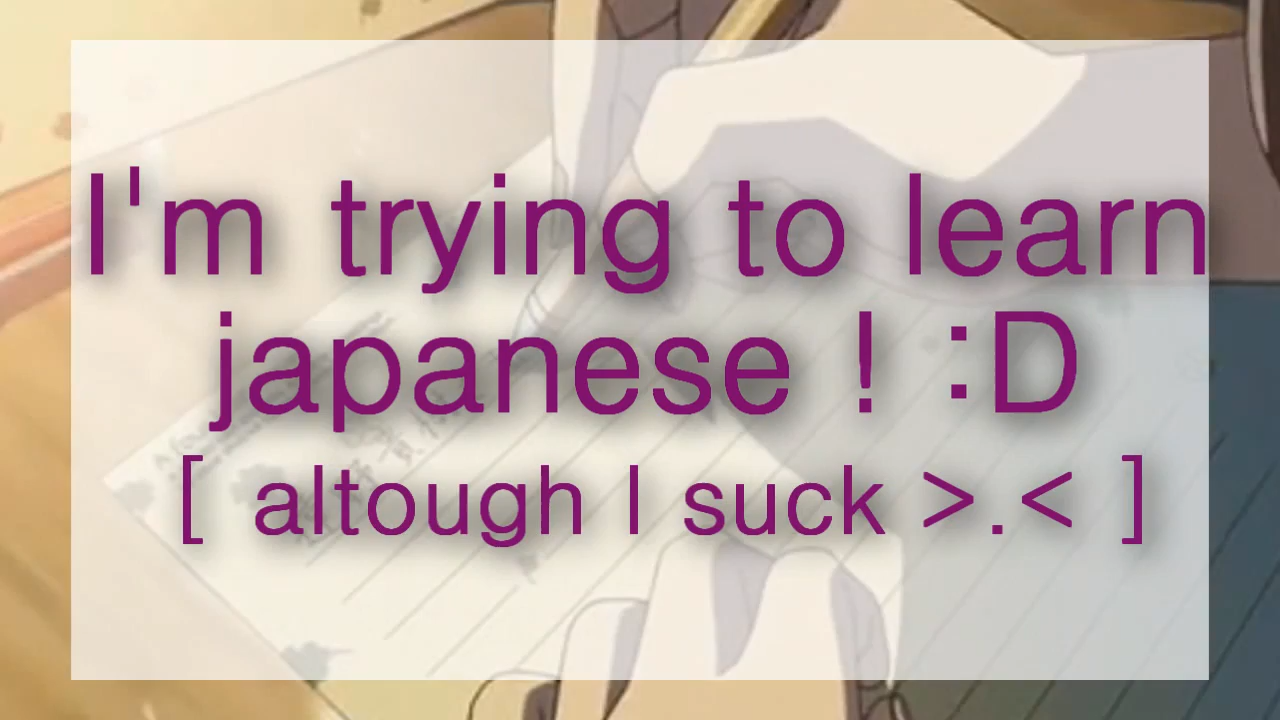 I'm trying to learn
japanese ! :D
[ altough I suck >.< ]